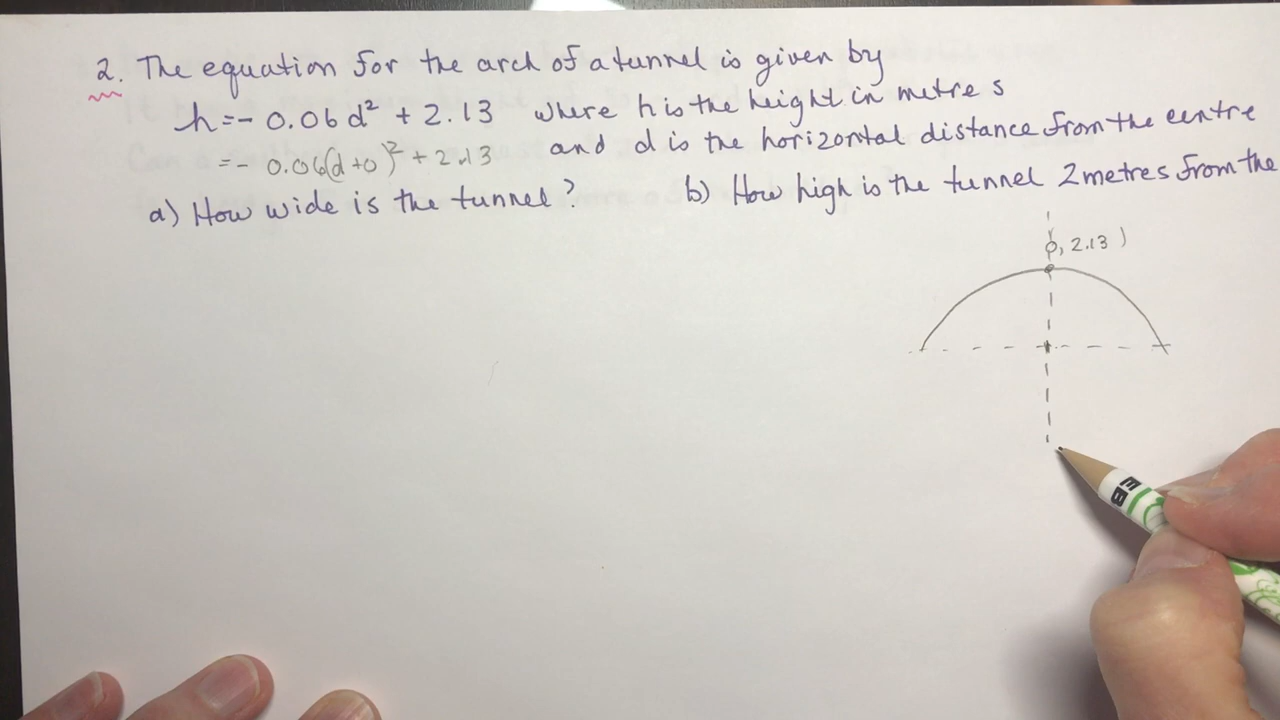 2. The equation for the arch of a tunnel is given by
h = - 0.06 d² + 2.13 where h is the height in metres
= - 0.06(d + 0)² + 2.13 and d is the horizontal distance from the centre
a) How wide is the tunnel? b) How high is the tunnel 2 metres from the
0, 2.13 )
EB